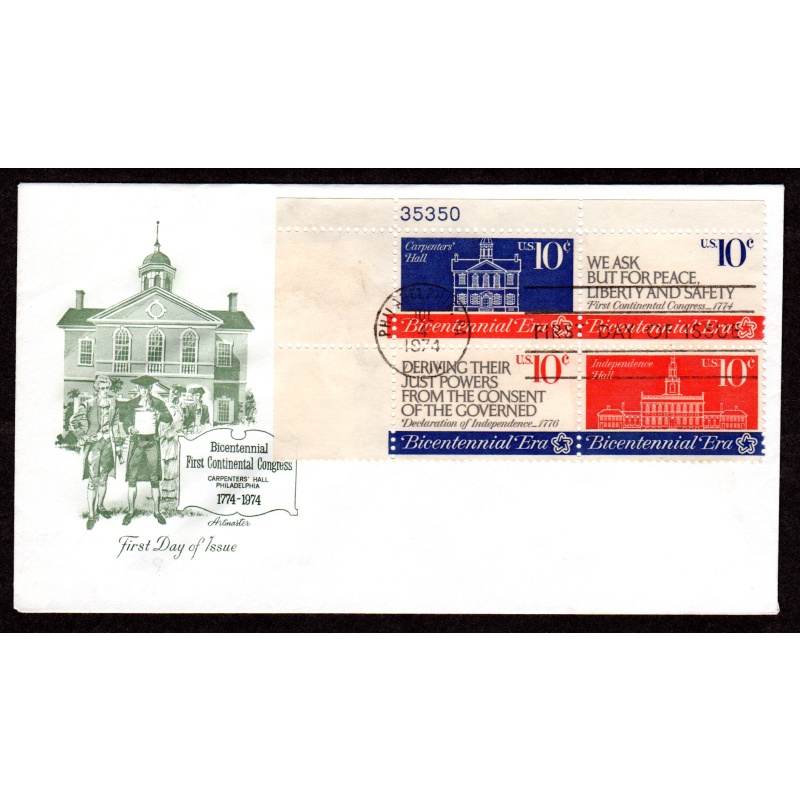 35350
Carpenters'
Hall
U.S. 10c
Bicentennial Era
U.S. 10c
WE ASK
BUT FOR PEACE,
LIBERTY AND SAFETY
First Continental Congress_1774
Bicentennial Era
PHILADELPHIA
JUL
4
1974
FIRST DAY OF ISSUE
U.S. 10c
DERIVING THEIR
JUST POWERS
FROM THE CONSENT
OF THE GOVERNED
Declaration of Independence_1776
Bicentennial Era
Independence
Hall
U.S. 10c
Bicentennial Era
Bicentennial
First Continental Congress
CARPENTERS' HALL
PHILADELPHIA
1774-1974
Artmaster
First Day of Issue